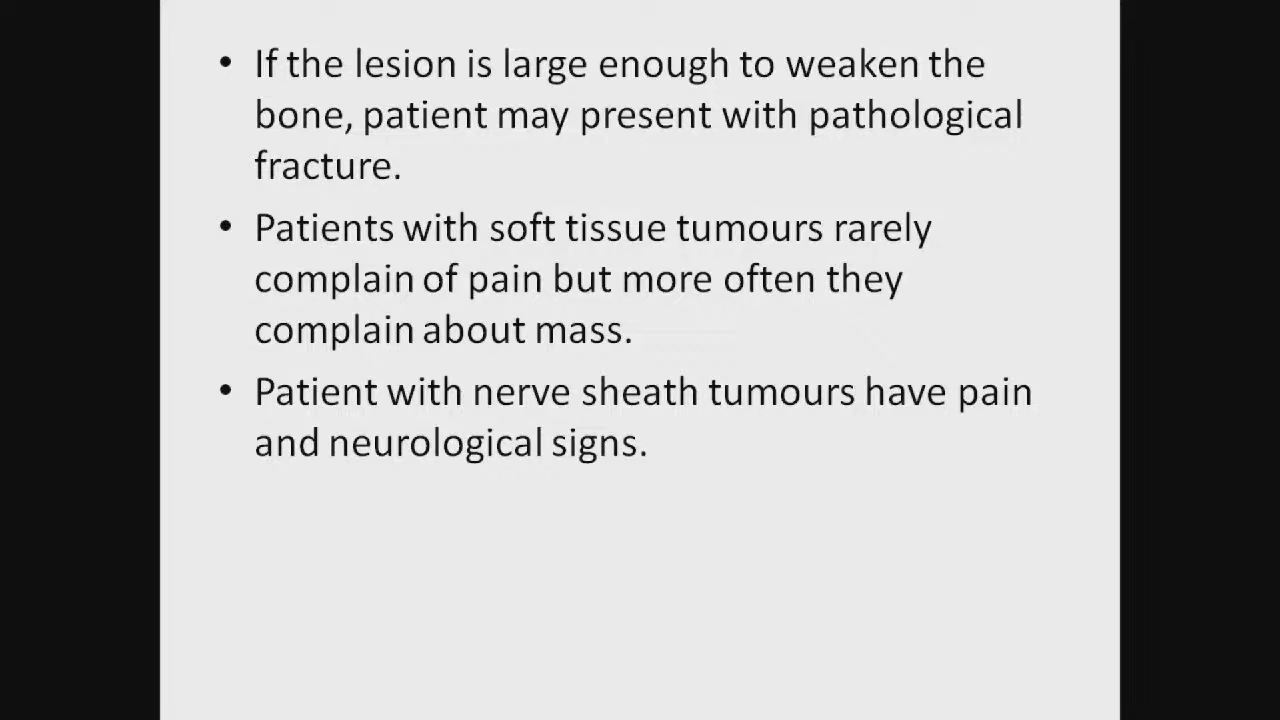 • If the lesion is large enough to weaken the
bone, patient may present with pathological
fracture.
• Patients with soft tissue tumours rarely
complain of pain but more often they
complain about mass.
• Patient with nerve sheath tumours have pain
and neurological signs.